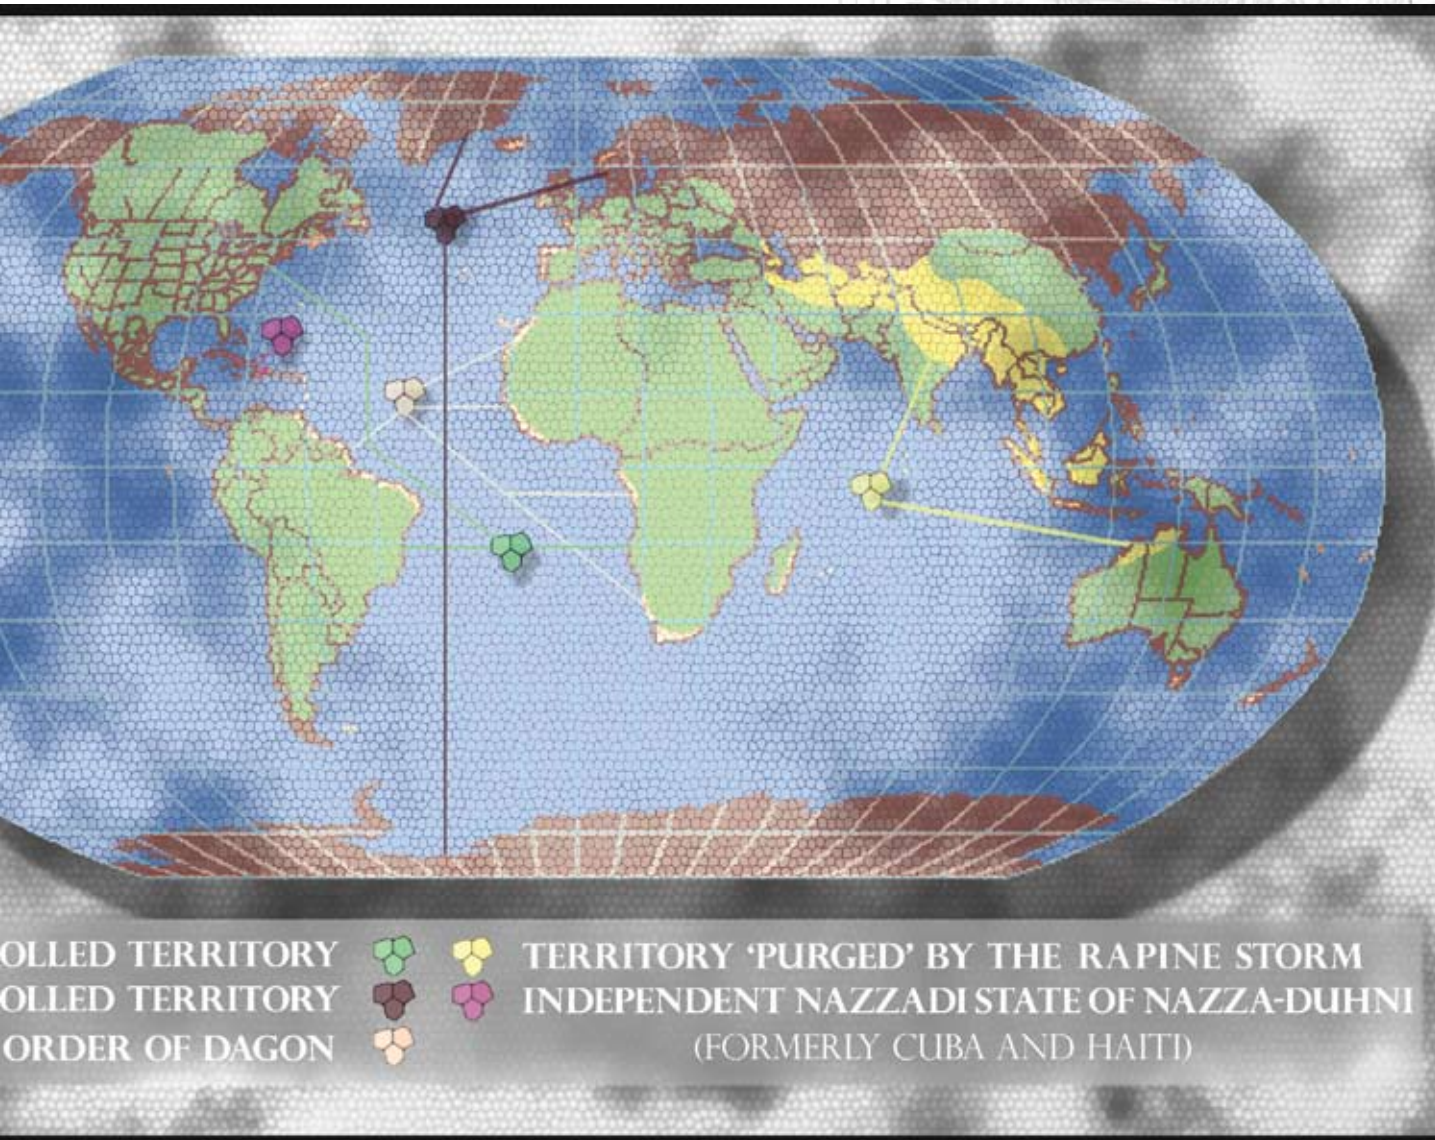 OLLED TERRITORY
OLLED TERRITORY
ORDER OF DAGON
TERRITORY ‘PURGED’ BY THE RAPINE STORM
INDEPENDENT NAZZADI STATE OF NAZZA-DUHNI
(FORMERLY CUBA AND HAITI)